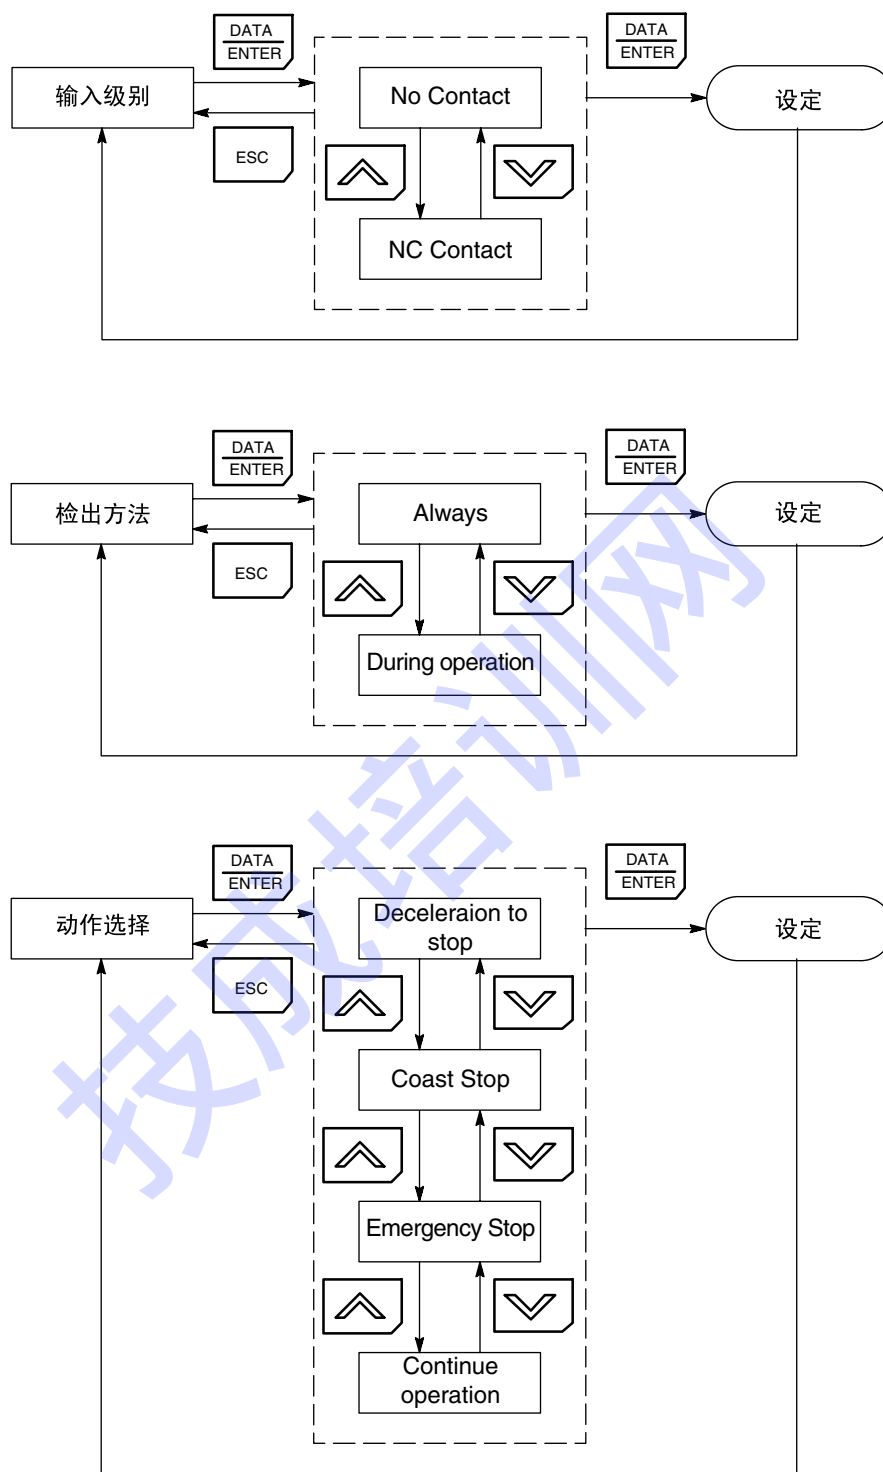 DATA
ENTER
DATA
ENTER
输入级别
No Contact
设定
ESC
NC Contact
DATA
ENTER
DATA
ENTER
检出方法
Always
设定
ESC
During operation
DATA
ENTER
DATA
ENTER
动作选择
Deceleraion to
stop
设定
ESC
Coast Stop
Emergency Stop
Continue
operation
技成培训网